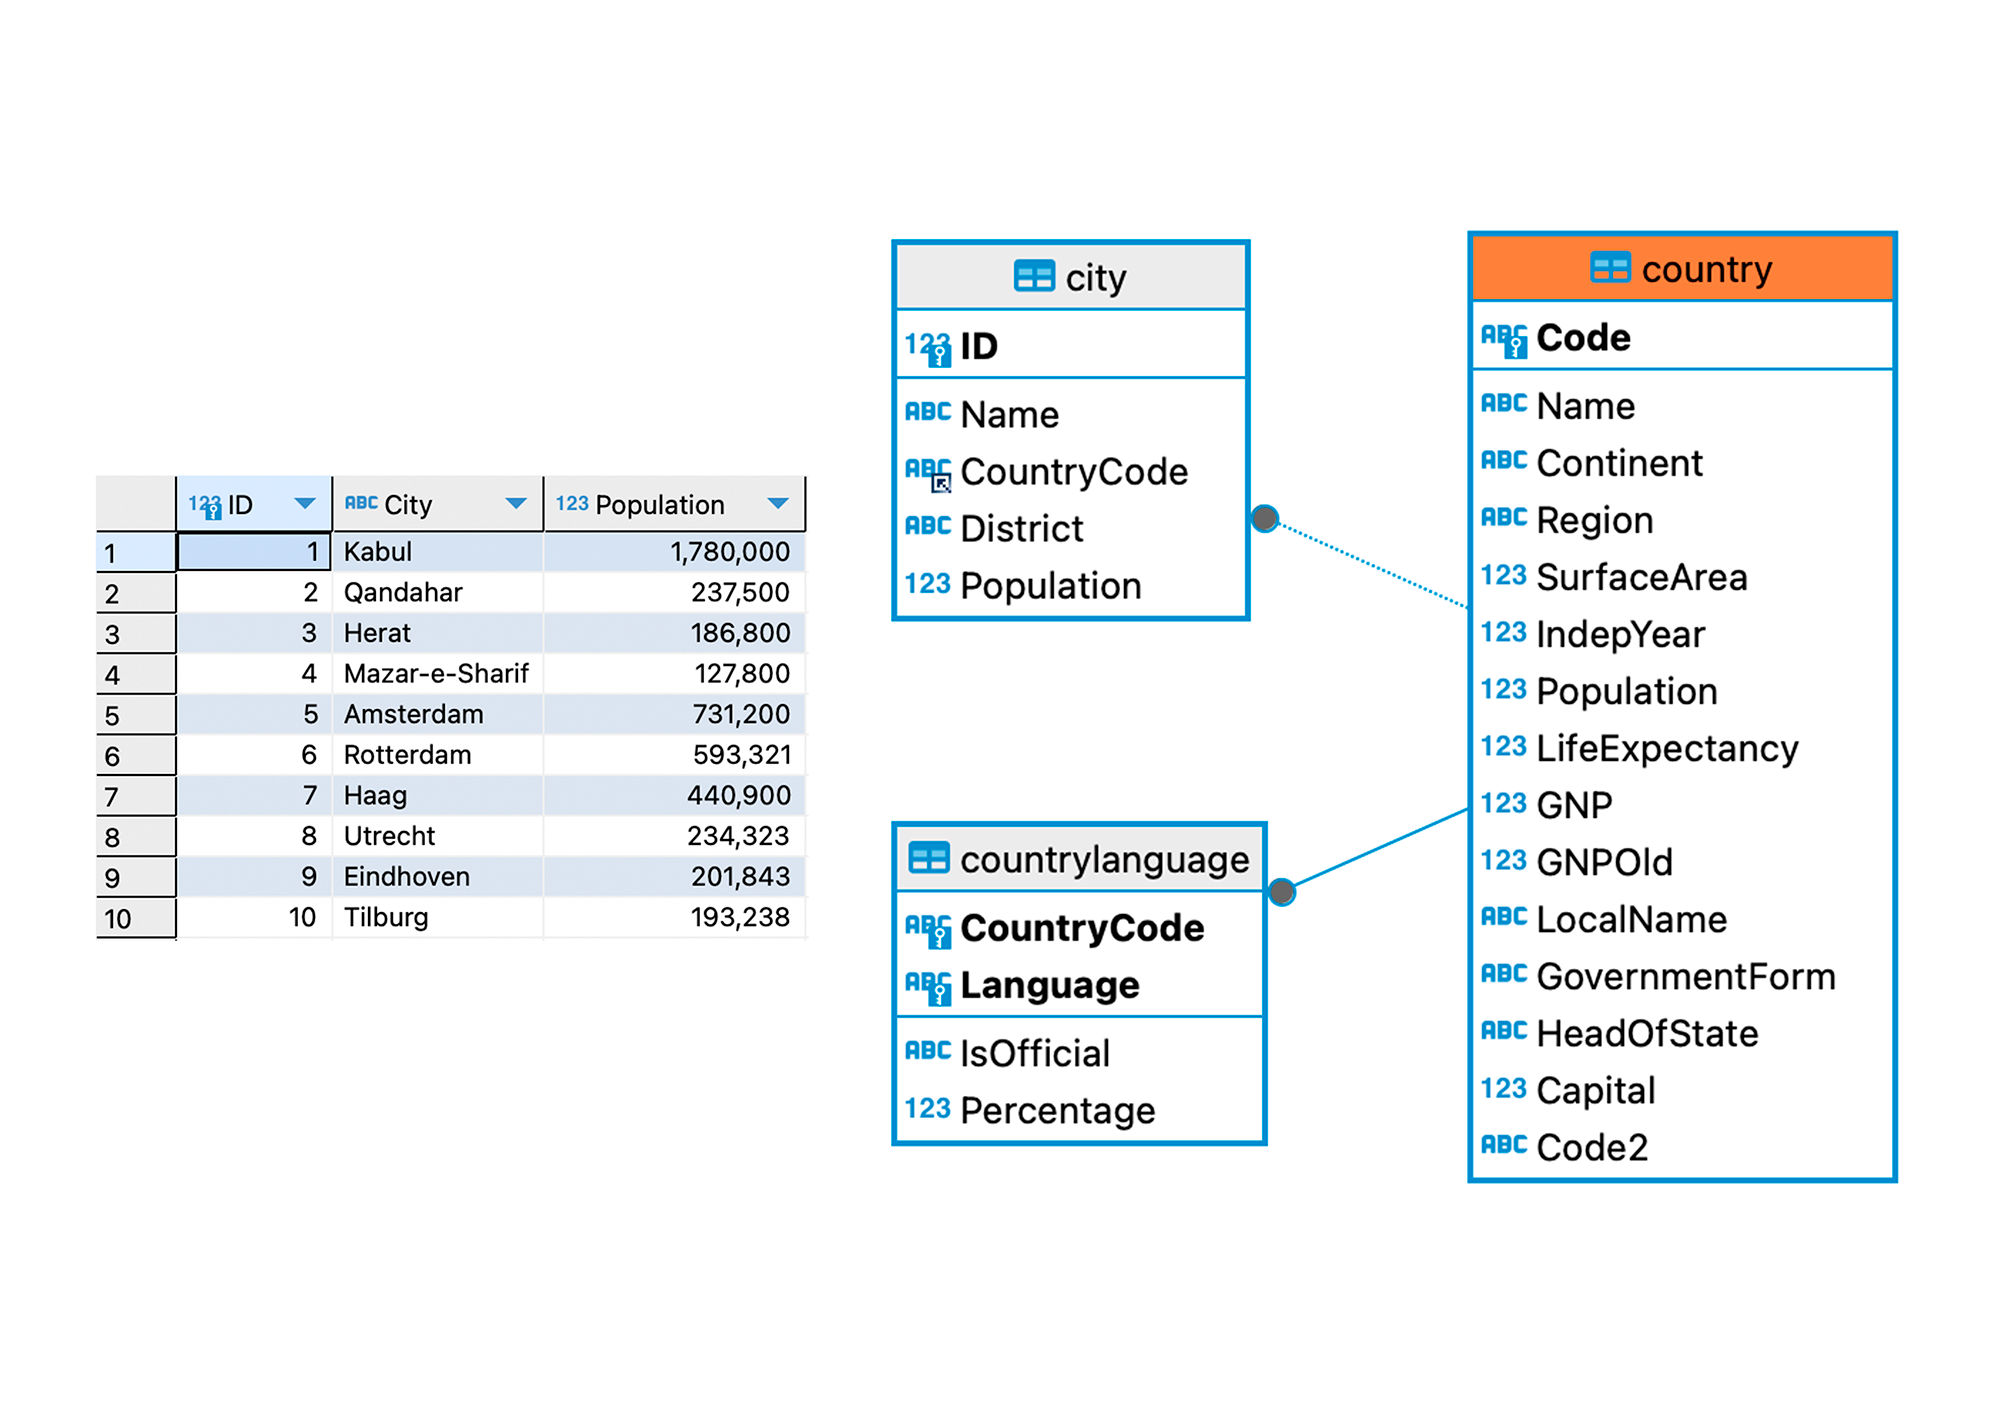 123 ID ABC City 123 Population
1 1 Kabul 1,780,000
2 2 Qandahar 237,500
3 3 Herat 186,800
4 4 Mazar-e-Sharif 127,800
5 5 Amsterdam 731,200
6 6 Rotterdam 593,321
7 7 Haag 440,900
8 8 Utrecht 234,323
9 9 Eindhoven 201,843
10 10 Tilburg 193,238
city
123 ID
ABC Name
ABC CountryCode
ABC District
123 Population
countrylanguage
ABC CountryCode
ABC Language
ABC IsOfficial
123 Percentage
country
ABC Code
ABC Name
ABC Continent
ABC Region
123 SurfaceArea
123 IndepYear
123 Population
123 LifeExpectancy
123 GNP
123 GNPOld
ABC LocalName
ABC GovernmentForm
ABC HeadOfState
123 Capital
ABC Code2